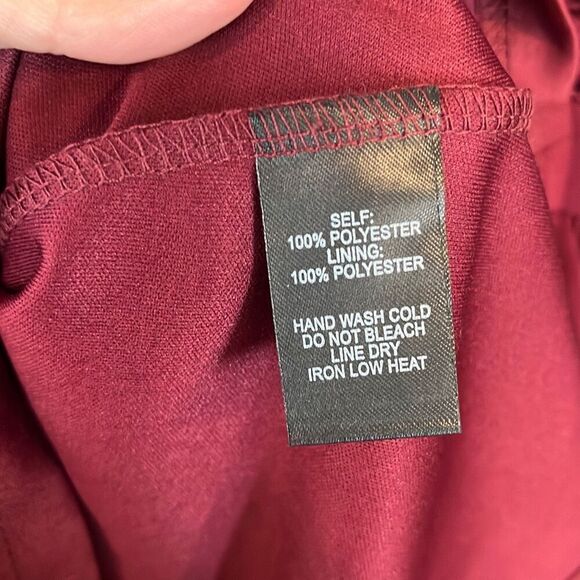 SELF:
100% POLYESTER
LINING:
100% POLYESTER
HAND WASH COLD
DO NOT BLEACH
LINE DRY
IRON LOW HEAT